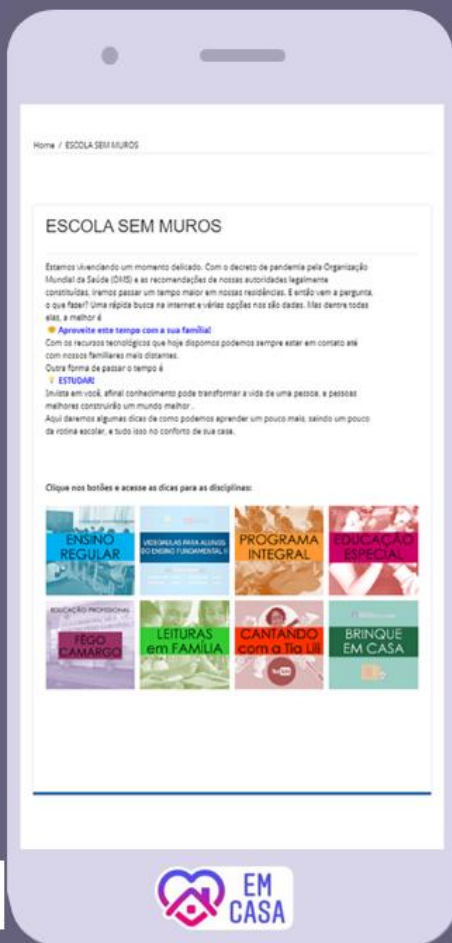 Home / ESCOLA SEM MUROS
ESCOLA SEM MUROS
Estamos vivenciando um momento delicado. Com o decreto de pandemia pela Organização
Mundial da Saúde (OMS) e as recomendações de nossas autoridades legalmente
constituídas, iremos passar um tempo maior em nossas residências. E então vem a pergunta,
o que fazer? Uma rápida busca na internet e várias opções nos são dadas. Mas dentre todas
elas, a melhor é
Aproveite este tempo com a sua família!
Com os recursos tecnológicos que hoje dispomos podemos sempre estar em contato até
com nossos familiares mais distantes.
Outra forma de passar o tempo é
ESTUDAR!
Invista em você, afinal conhecimento pode transformar a vida de uma pessoa, e pessoas
melhores construirão um mundo melhor .
Aqui daremos algumas dicas de como podemos aprender um pouco mais, saindo um pouco
da rotina escolar, e tudo isso no conforto de sua casa.
Clique nos botões e acesse as dicas para as disciplinas:
ENSINO
REGULAR
VIDEOAULAS PARA ALUNOS
DO ENSINO FUNDAMENTAL II
PROGRAMA
INTEGRAL
EDUCAÇÃO
ESPECIAL
EDUCAÇÃO PROFISSIONAL
FÊGO
CAMARGO
LEITURAS
em FAMÍLIA
CANTANDO
com a Tia Lili
BRINQUE
EM CASA
EM
CASA